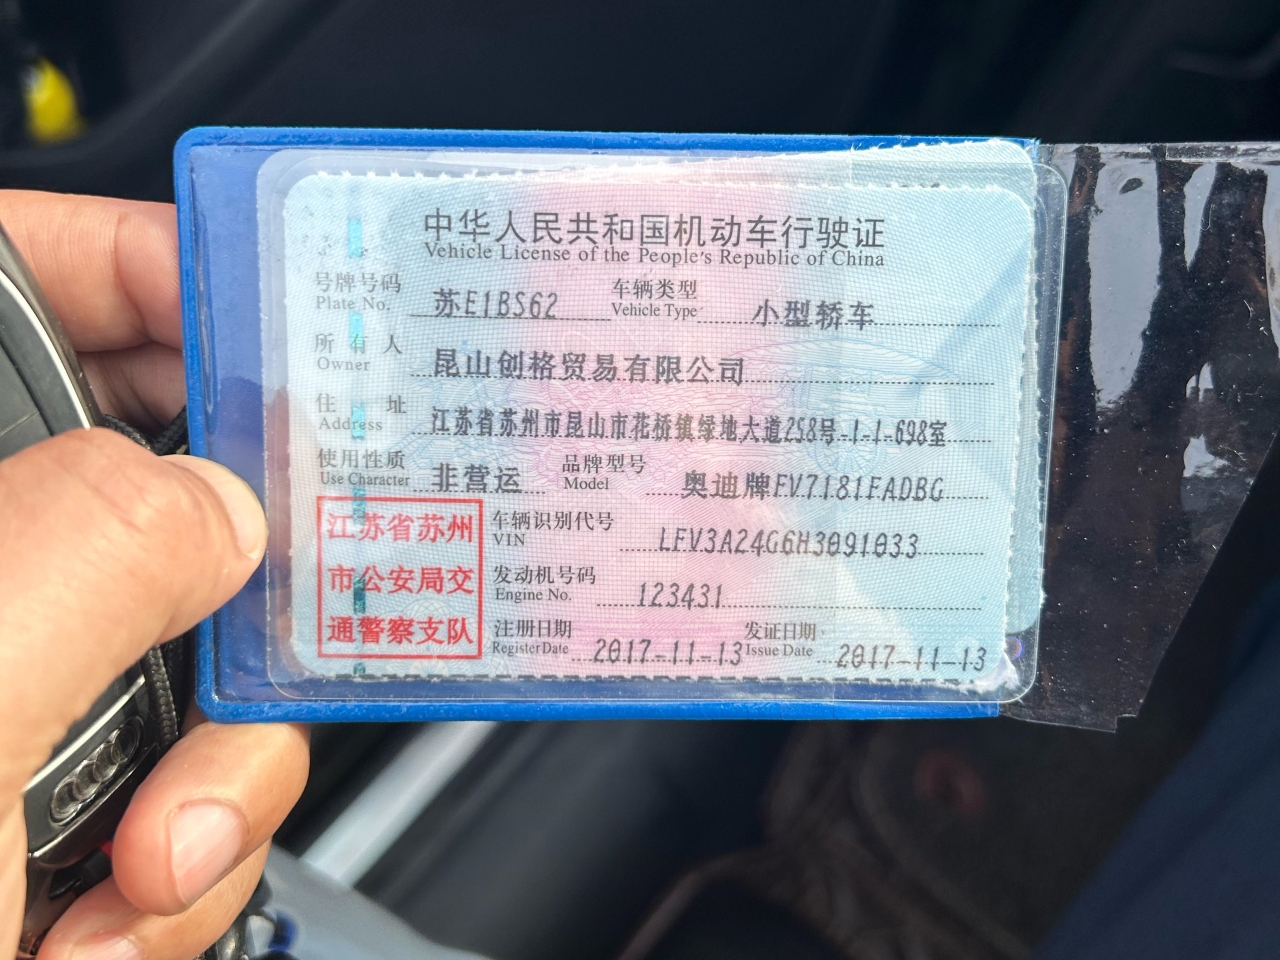 中华人民共和国机动车行驶证
Vehicle License of the People's Republic of China
号牌号码 苏E1BS62 车辆类型 小型轿车
Plate No. Vehicle Type
所有人 昆山创格贸易有限公司
Owner
住址 江苏省苏州市昆山市花桥镇绿地大道258号-1-1-698室
Address
使用性质 非营运 品牌型号 奥迪牌FV7181FADBG
Use Character Model
江苏省苏州
市公安局交
通警察支队
车辆识别代号 LFV3A24G6H3091033
VIN
发动机号码 123431
Engine No.
注册日期 2017-11-13 发证日期 2017-11-13
Register Date Issue Date